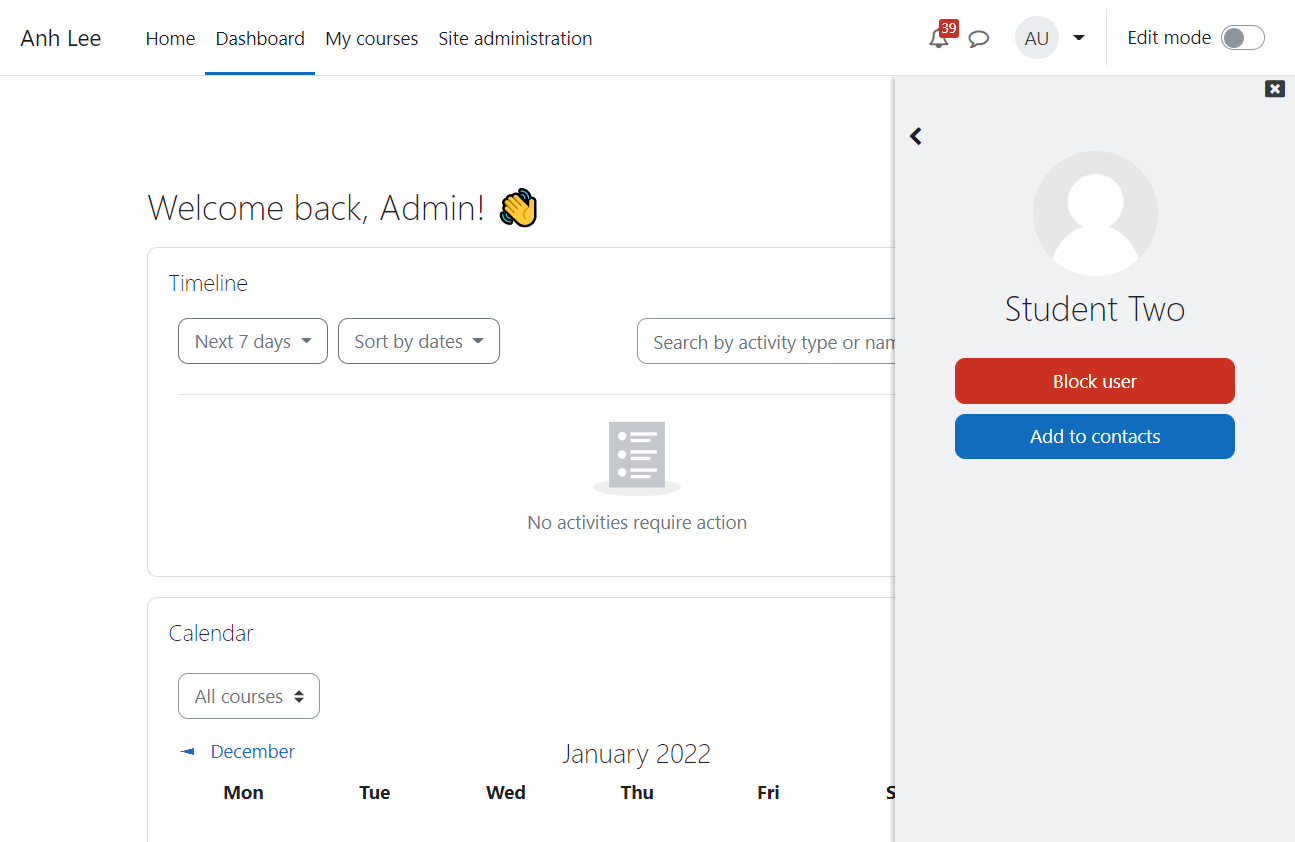 Anh Lee Home Dashboard My courses Site administration 39 AU Edit mode
Welcome back, Admin!
Timeline
Next 7 days Sort by dates Search by activity type or nam
No activities require action
Calendar
All courses
December January 2022
Mon Tue Wed Thu Fri S
Student Two
Block user
Add to contacts